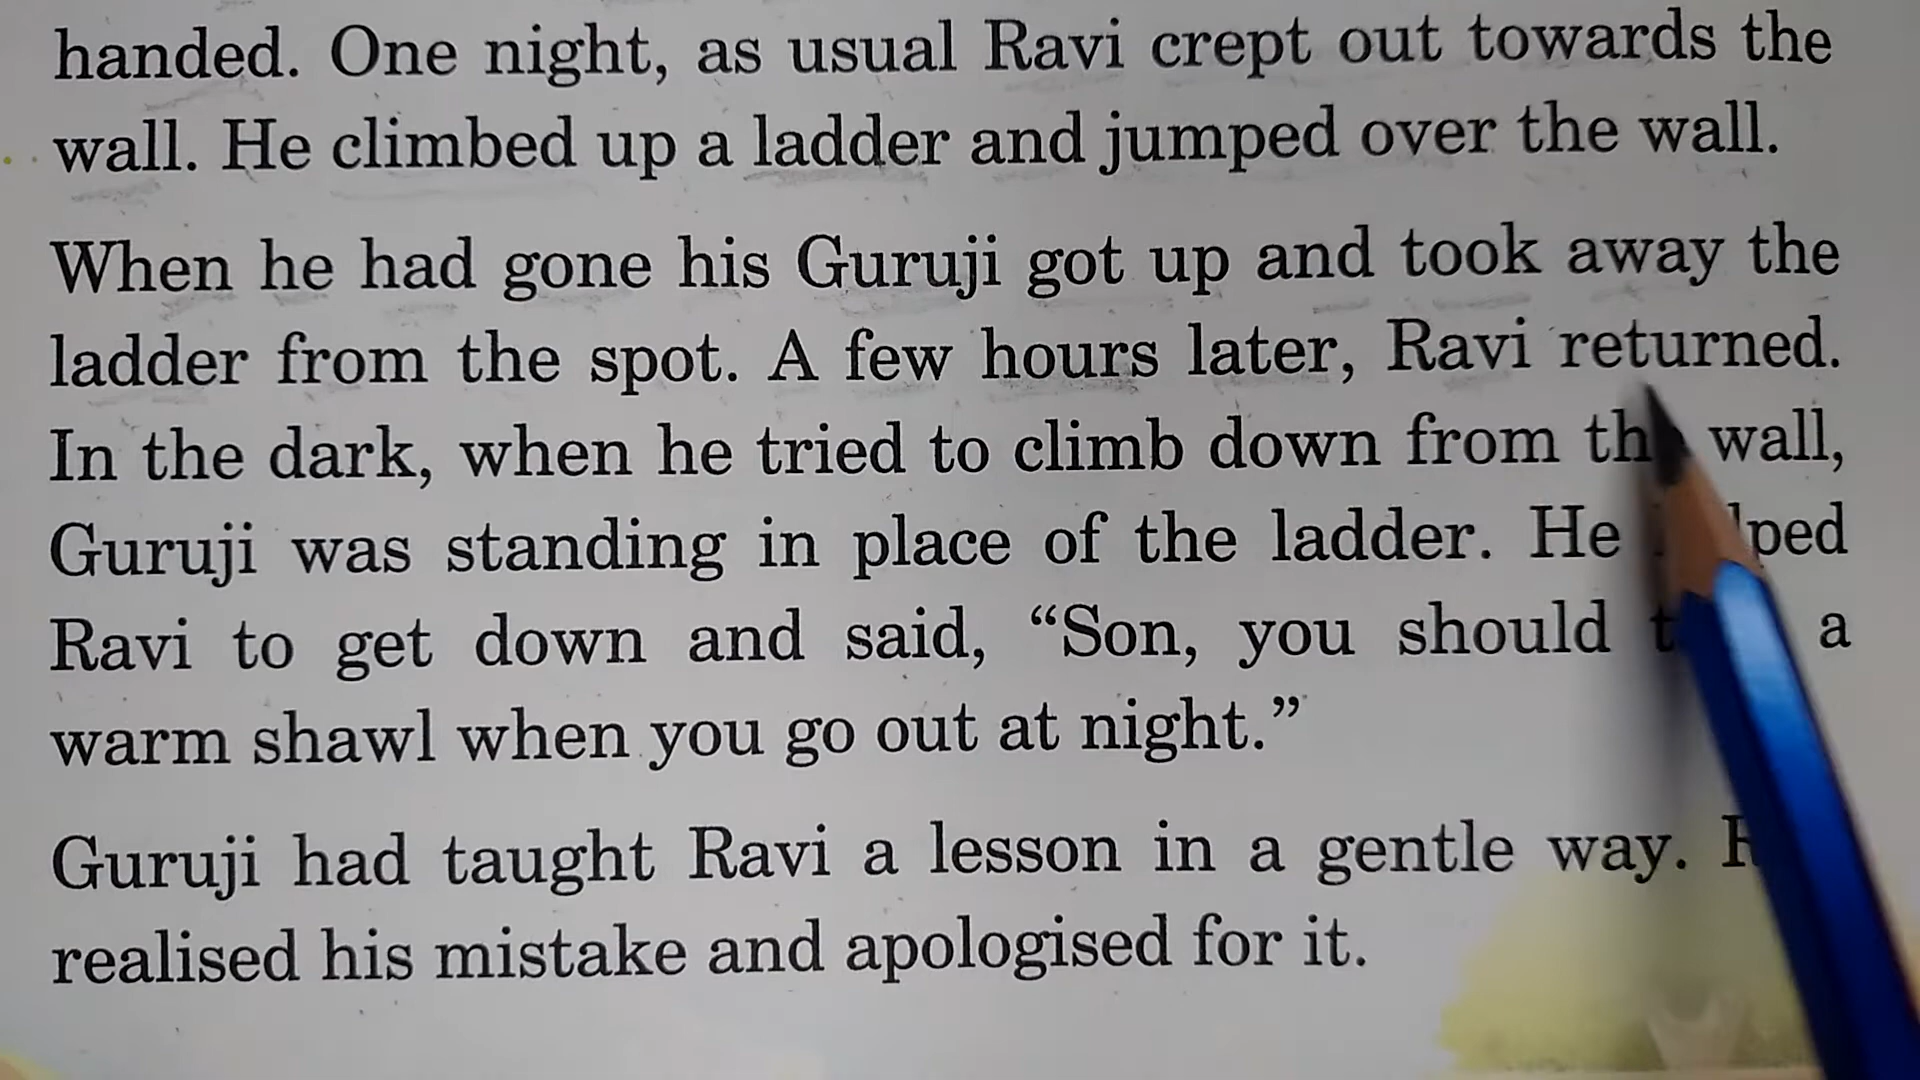 handed. One night, as usual Ravi crept out towards the
wall. He climbed up a ladder and jumped over the wall.
When he had gone his Guruji got up and took away the
ladder from the spot. A few hours later, Ravi returned.
In the dark, when he tried to climb down from wall,
Guruji was standing in place of the ladder. He
Ravi to get down and said, “Son, you should a
warm shawl when you go out at night.”
Guruji had taught Ravi a lesson in a gentle way.
realised his mistake and apologised for it.